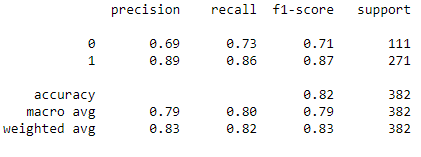 precision recall f1-score support
0 0.69 0.73 0.71 111
1 0.89 0.86 0.87 271
accuracy 0.82 382
macro avg 0.79 0.80 0.79 382
weighted avg 0.83 0.82 0.83 382